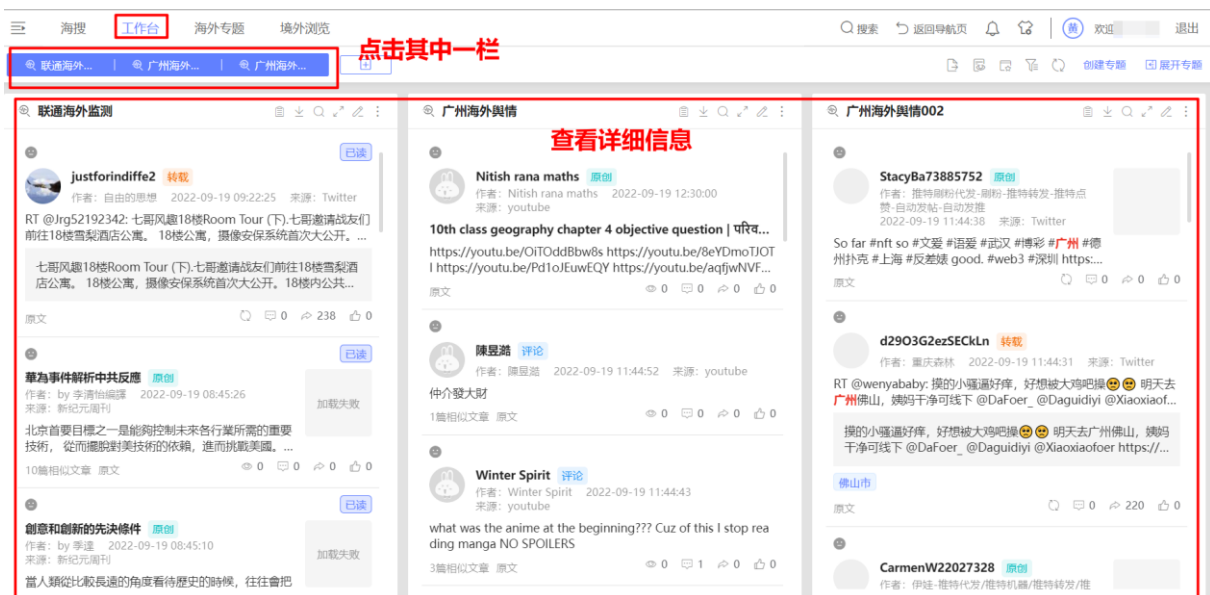 海搜 工作台 海外专题 境外浏览 搜索 返回导航页 黄 欢迎 退出
联通海外... 广州海外... 广州海外... 点击其中一栏 创建专题 展开专题
联通海外监测
已读
justforindiffe2 转载
作者: 自由的思想 2022-09-19 09:22:25 来源: Twitter
RT @Jrg52192342: 七哥风趣18楼Room Tour (下).七哥邀请战友们
前往18楼雪梨酒店公寓。 18楼公寓，摄像安保系统首次大公开。...
七哥风趣18楼Room Tour (下).七哥邀请战友们前往18楼雪梨酒
店公寓。 18楼公寓，摄像安保系统首次大公开。18楼内公共...
原文 0 238 0
已读
華為事件解析中共反應 原创
作者: by 李清怡編譯 2022-09-19 08:45:26
来源: 新纪元周刊
加载失败
北京首要目標之一是能夠控制未來各行業所需的重要
技術， 從而擺脫對美技術的依賴，進而挑戰美國。...
10篇相似文章 原文 0 0 0 0
已读
創意和創新的先決條件 原创
作者: by 季達 2022-09-19 08:45:10
来源: 新纪元周刊
加载失败
當人類從比較長遠的角度看待歷史的時候，往往會把
广州海外舆情
查看详细信息
Nitish rana maths 原创
作者: Nitish rana maths 2022-09-19 12:30:00
来源: youtube
10th class geography chapter 4 objective question | परिव...
https://youtu.be/OiTOddBbw8s https://youtu.be/8eYDmoTJOT
I https://youtu.be/Pd1oJEuwEQY https://youtu.be/aqfjwNVF...
原文 0 0 0 0
陳昱澔 评论
作者: 陳昱澔 2022-09-19 11:44:52 来源: youtube
仲介發大財
1篇相似文章 原文 0 0 0 0
Winter Spirit 评论
作者: Winter Spirit 2022-09-19 11:44:43
来源: youtube
what was the anime at the beginning??? Cuz of this I stop rea
ding manga NO SPOILERS
3篇相似文章 原文 0 1 0 0
广州海外舆情002
StacyBa73885752 原创
作者: 推特刷粉代发-刷粉-推特转发-推特点
赞-自动发帖-自动发推
2022-09-19 11:44:38 来源: Twitter
So far #nft so #文爱 #语爱 #武汉 #博彩 #广州 #德
州扑克 #上海 #反差婊 good. #web3 #深圳 https:...
原文 0 0 0
d29O3G2ezSECkLn 转载
作者: 重庆森林 2022-09-19 11:44:31 来源: Twitter
RT @wenyababy: 摸的小骚逼好痒，好想被大鸡吧操🥺🥺 明天去
广州佛山，姨妈干净可线下 @DaFoer_ @Daguidiyi @Xiaoxiaof...
摸的小骚逼好痒，好想被大鸡吧操🥺🥺 明天去广州佛山，姨妈
干净可线下 @DaFoer_ @Daguidiyi @Xiaoxiaofoer https://...
佛山市
原文 0 220 0
CarmenW22027328 原创
作者: 伊娃-推特代发/推特机器/推特转发/推